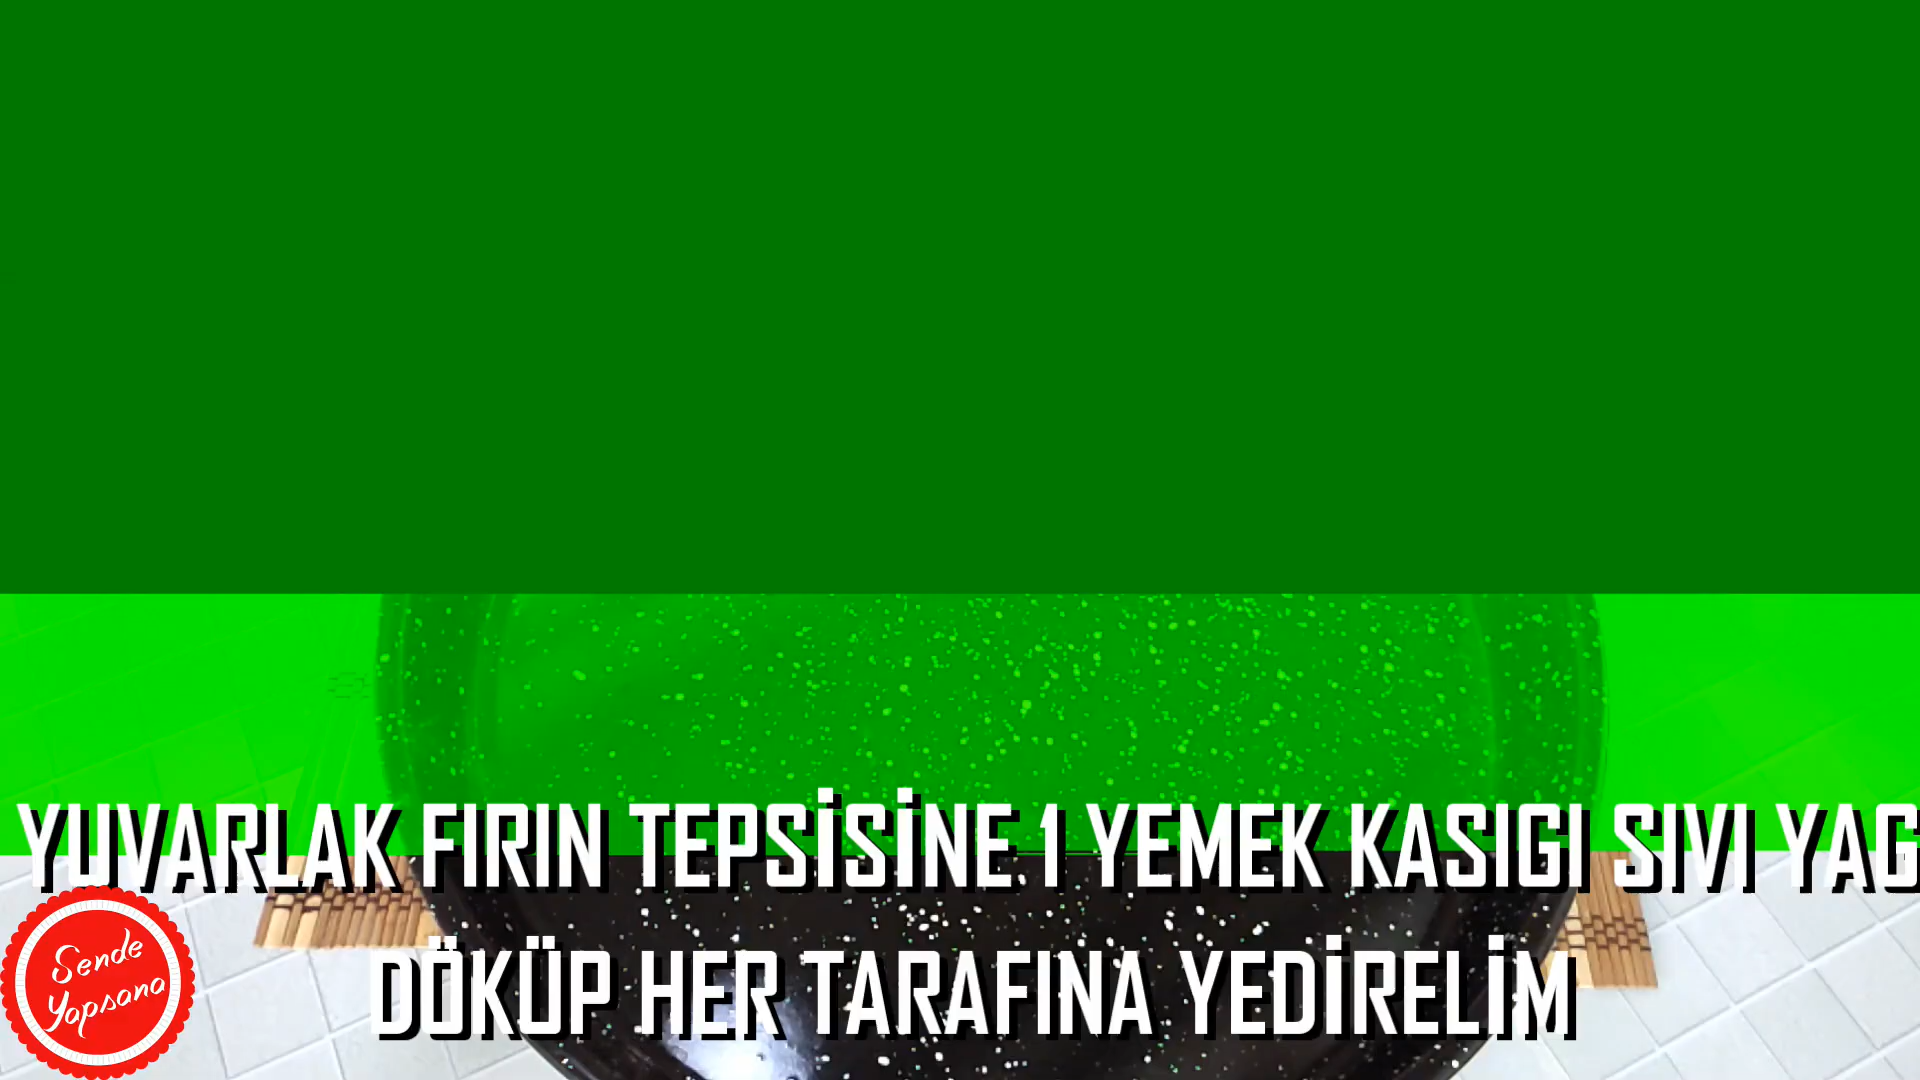 YUVARLAK FIRIN TEPSİSİNE 1 YEMEK KASIGI SIVI YAG
DÖKÜP HER TARAFINA YEDİRELİM
Sende
Yapsana